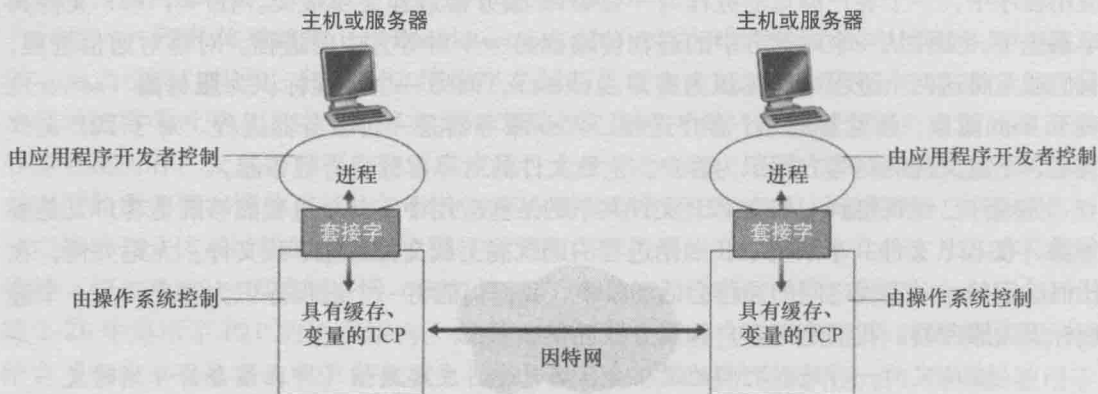 主机或服务器
主机或服务器
由应用程序开发者控制
进程
进程
由应用程序开发者控制
套接字
套接字
由操作系统控制
具有缓存、
变量的TCP
因特网
具有缓存、
变量的TCP
由操作系统控制